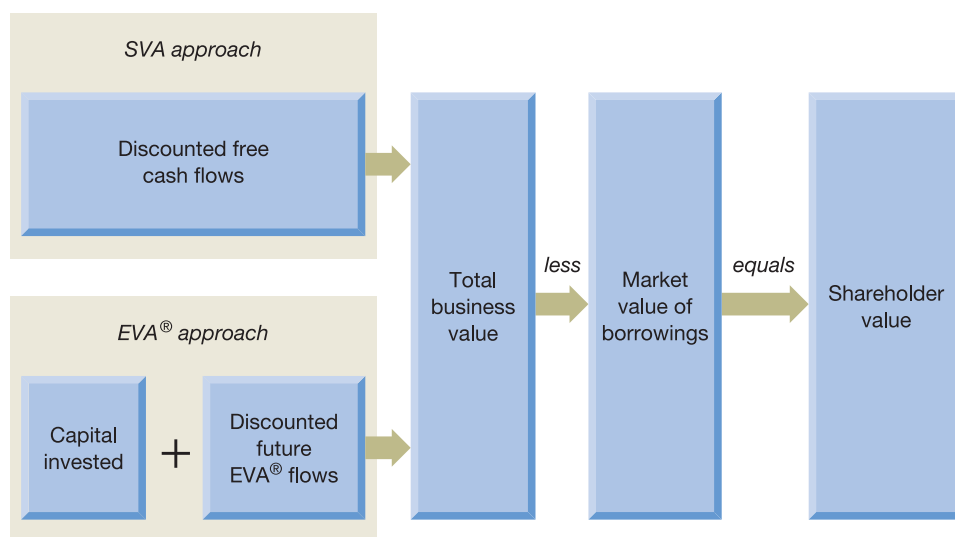 SVA approach
Discounted free
cash flows
EVA® approach
Capital
invested
+
Discounted
future
EVA® flows
Total
business
value
less
Market
value of
borrowings
equals
Shareholder
value